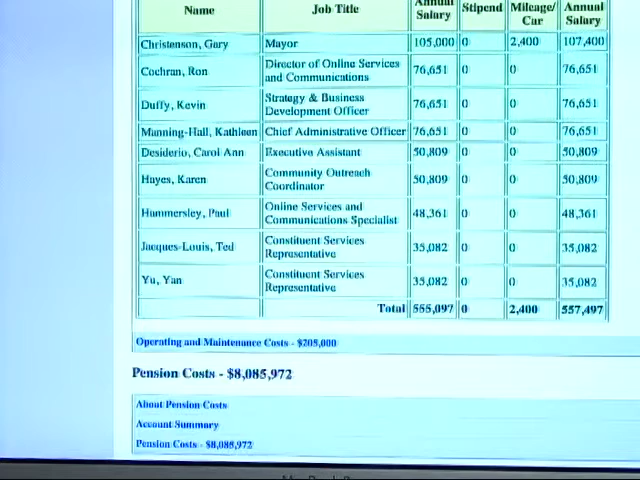 Name Job Title Annual Salary Stipend Mileage/ Car Annual Salary
Christenson, Gary Mayor 105,000 0 2,400 107,400
Cochran, Ron Director of Online Services and Communications 76,651 0 0 76,651
Duffy, Kevin Strategy & Business Development Officer 76,651 0 0 76,651
Manning-Hall, Kathleen Chief Administrative Officer 76,651 0 0 76,651
Desiderio, Carol Ann Executive Assistant 50,809 0 0 50,809
Hayes, Karen Community Outreach Coordinator 50,809 0 0 50,809
Hammersley, Paul Online Services and Communications Specialist 48,361 0 0 48,361
Jacques-Louis, Ted Constituent Services Representative 35,082 0 0 35,082
Yu, Yan Constituent Services Representative 35,082 0 0 35,082
Total 555,097 0 2,400 557,497
Operating and Maintenance Costs - $205,000
Pension Costs - $8,085,972
About Pension Costs
Account Summary
Pension Costs - $8,085,972